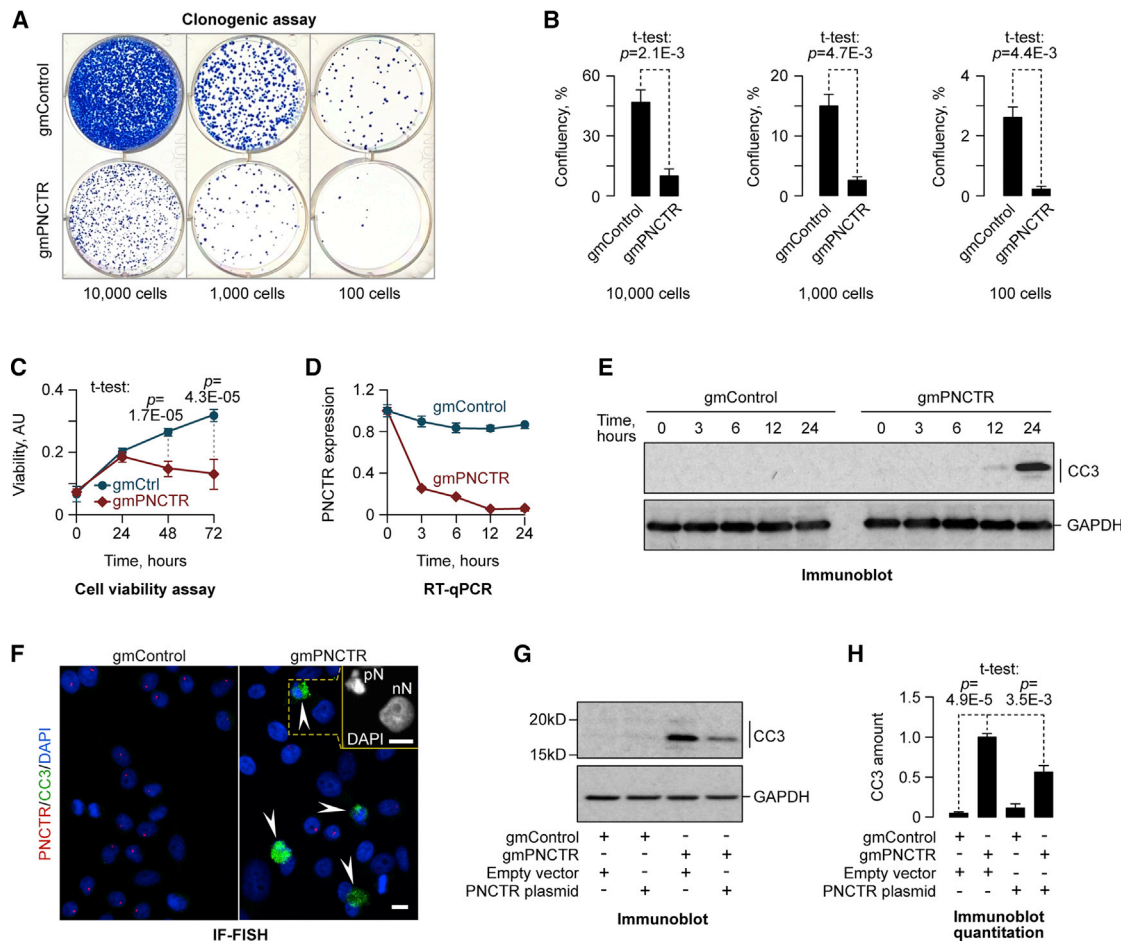 A
Clonogenic assay
gmControl
gmPNCTR
10,000 cells 1,000 cells 100 cells
B
t-test: t-test: t-test:
p=2.1E-3 p=4.7E-3 p=4.4E-3
Confluency, % Confluency, % Confluency, %
60 20 4
15 3
30 10 2
5 1
0 0 0
gmControl gmPNCTR gmControl gmPNCTR gmControl gmPNCTR
10,000 cells 1,000 cells 100 cells
C
t-test: p= 1.7E-05 p= 4.3E-05
Viability, AU
0.4
0.2
0
gmCtrl
gmPNCTR
0 24 48 72
Time, hours
Cell viability assay
D
PNCTR expression
1.2
0.8
0.4
0
gmControl
gmPNCTR
0 3 6 12 24
Time, hours
RT-qPCR
E
gmControl gmPNCTR
Time, hours 0 3 6 12 24 0 3 6 12 24
CC3
GAPDH
Immunoblot
F
gmControl gmPNCTR
PNCTR/CC3/DAPI
pN
nN
DAPI
IF-FISH
G
20kD
15kD
CC3
GAPDH
gmControl + + - -
gmPNCTR - - + +
Empty vector + - + -
PNCTR plasmid - + - +
Immunoblot
H
t-test:
p= 4.9E-5 p= 3.5E-3
CC3 amount
1.5
1.0
0.5
0.0
gmControl + - + -
gmPNCTR - + - +
Empty vector + + - -
PNCTR plasmid - - + +
Immunoblot
quantitation